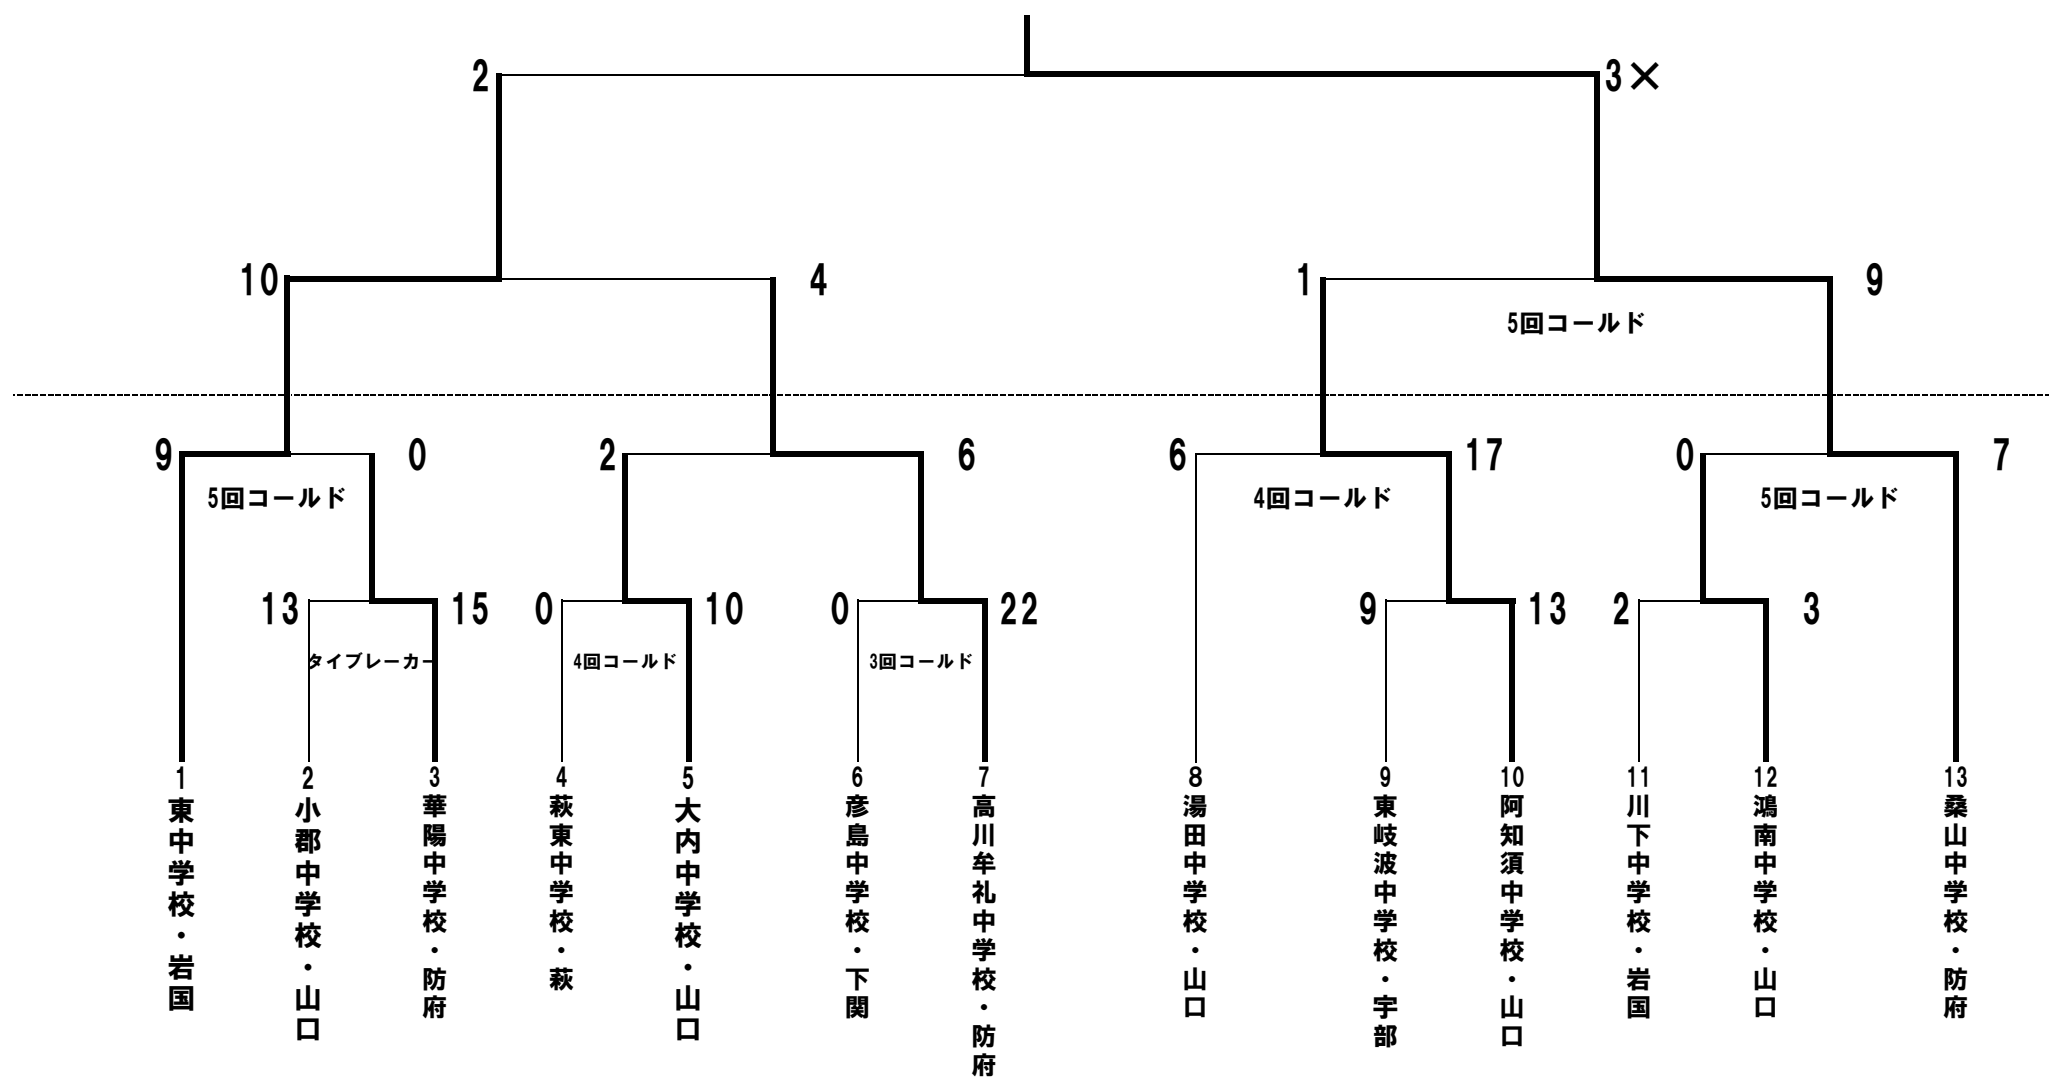 2
3×
10
4
1
9
5回コールド
9
0
2
6
6
17
0
7
5回コールド
4回コールド
5回コールド
13
15
0
10
0
22
9
13
2
3
タイブレーカー
4回コールド
3回コールド
1
東中学校・岩国
2
小郡中学校・山口
3
華陽中学校・防府
4
萩東中学校・萩
5
大内中学校・山口
6
彦島中学校・下関
7
高川牟礼中学校・防府
8
湯田中学校・山口
9
東岐波中学校・宇部
10
阿知須中学校・山口
11
川下中学校・岩国
12
鴻南中学校・山口
13
桑山中学校・防府